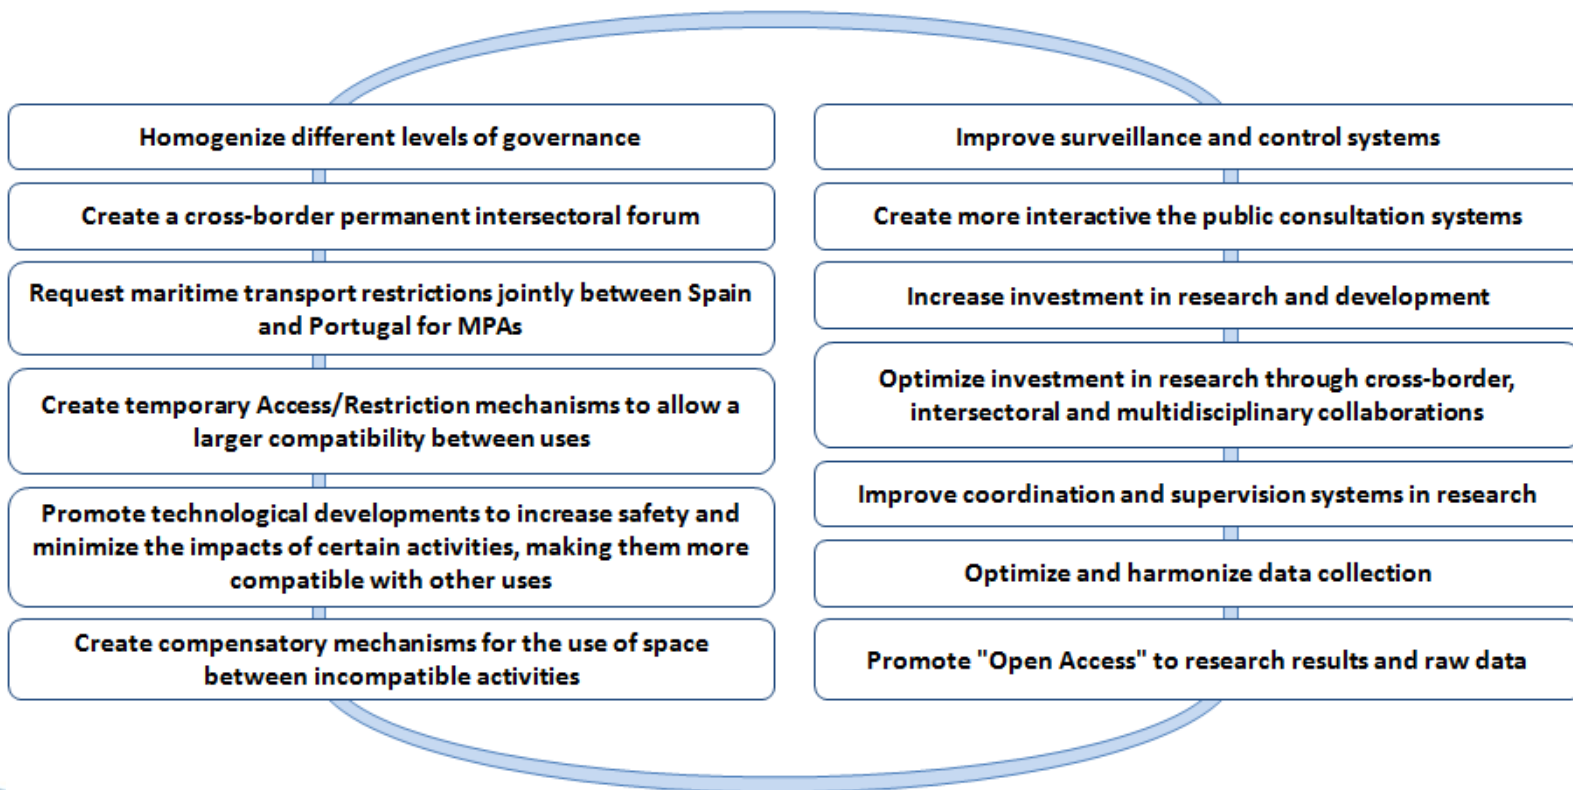 Homogenize different levels of governance
Create a cross-border permanent intersectoral forum
Request maritime transport restrictions jointly between Spain
and Portugal for MPAs
Create temporary Access/Restriction mechanisms to allow a
larger compatibility between uses
Promote technological developments to increase safety and
minimize the impacts of certain activities, making them more
compatible with other uses
Create compensatory mechanisms for the use of space
between incompatible activities
Improve surveillance and control systems
Create more interactive the public consultation systems
Increase investment in research and development
Optimize investment in research through cross-border,
intersectoral and multidisciplinary collaborations
Improve coordination and supervision systems in research
Optimize and harmonize data collection
Promote "Open Access" to research results and raw data